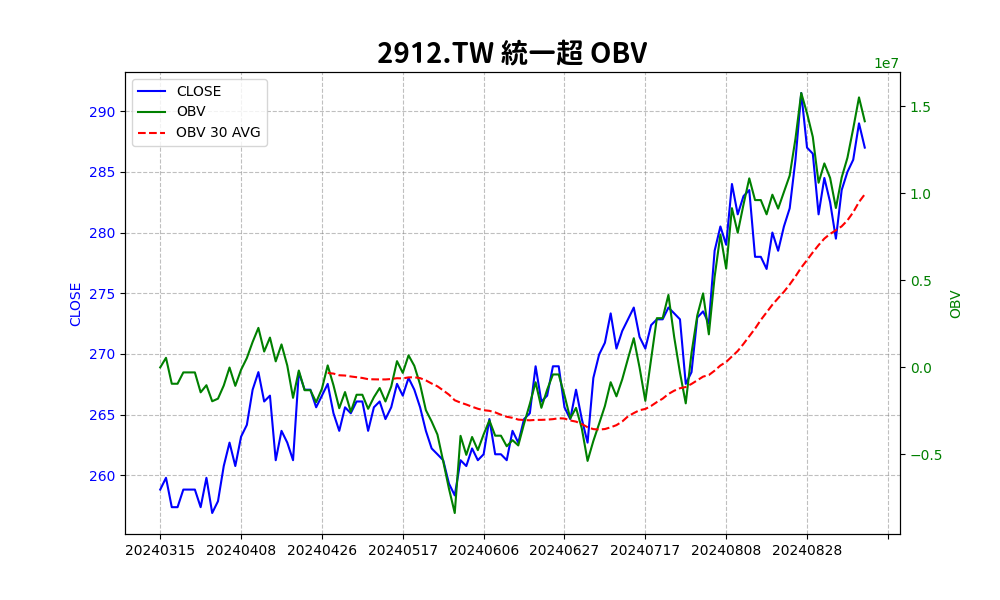 2912.TW 統一超 OBV
1e7
CLOSE
OBV
OBV 30 AVG
290
285
280
275
270
265
260
CLOSE
1.5
1.0
0.5
0.0
−0.5
OBV
20240315 20240408 20240426 20240517 20240606 20240627 20240717 20240808 20240828